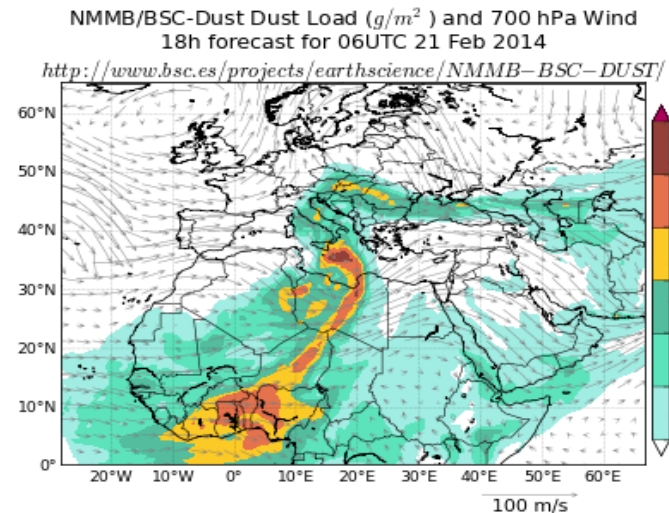 NMMB/BSC-Dust Dust Load (g/m² ) and 700 hPa Wind
18h forecast for 06UTC 21 Feb 2014
http://www.bsc.es/projects/earthscience/NMMB−BSC−DUST/
60°N
50°N
40°N
30°N
20°N
10°N
0°
20°W 10°W 0° 10°E 20°E 30°E 40°E 50°E 60°E
100 m/s